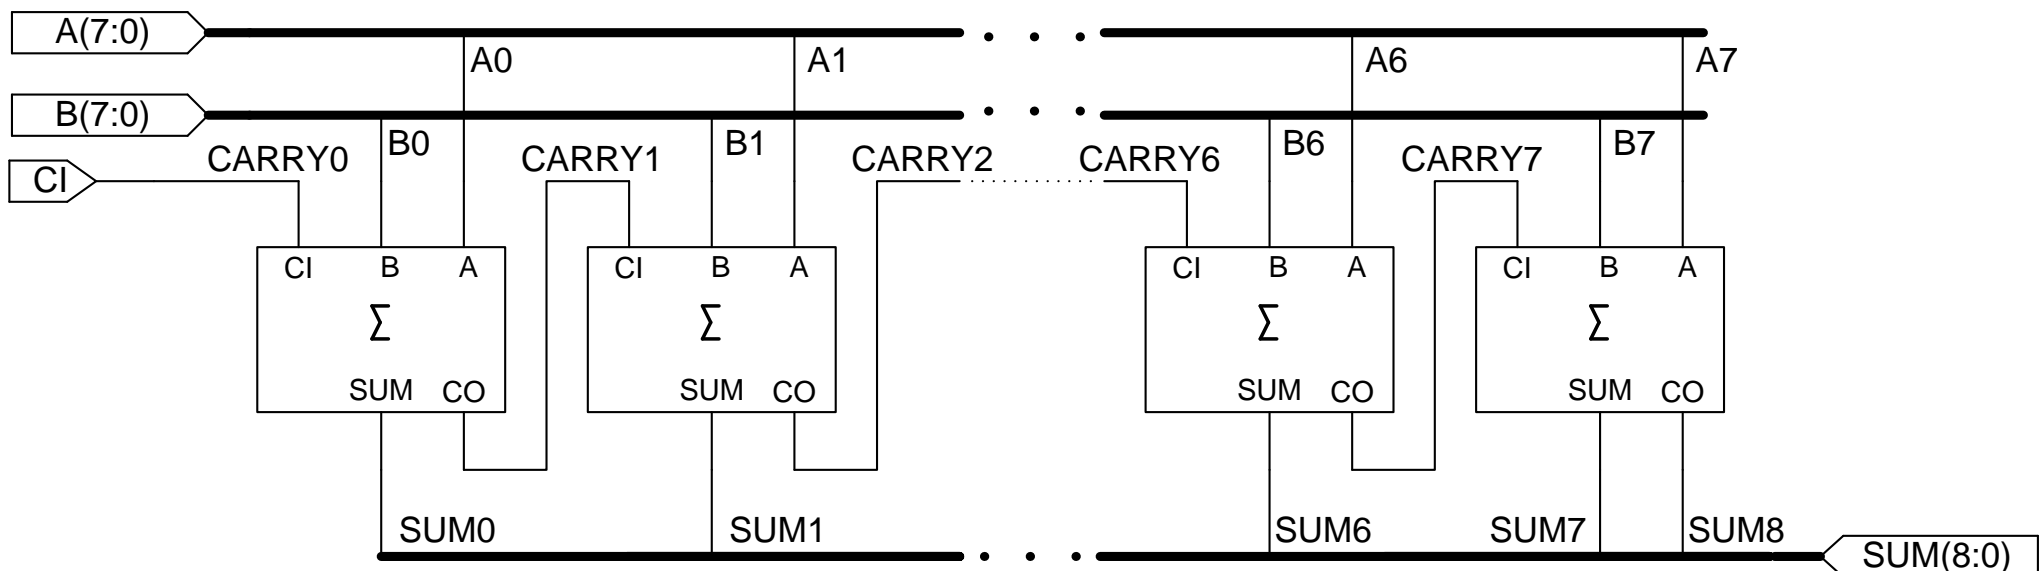 A(7:0)
A0 A1 A6 A7
B(7:0)
B0 B1 B6 B7
CARRY0 CARRY1 CARRY2 CARRY6 CARRY7
CI
CI B A CI B A CI B A CI B A
Σ Σ Σ Σ
SUM CO SUM CO SUM CO SUM CO
SUM0 SUM1 SUM6 SUM7 SUM8
SUM(8:0)